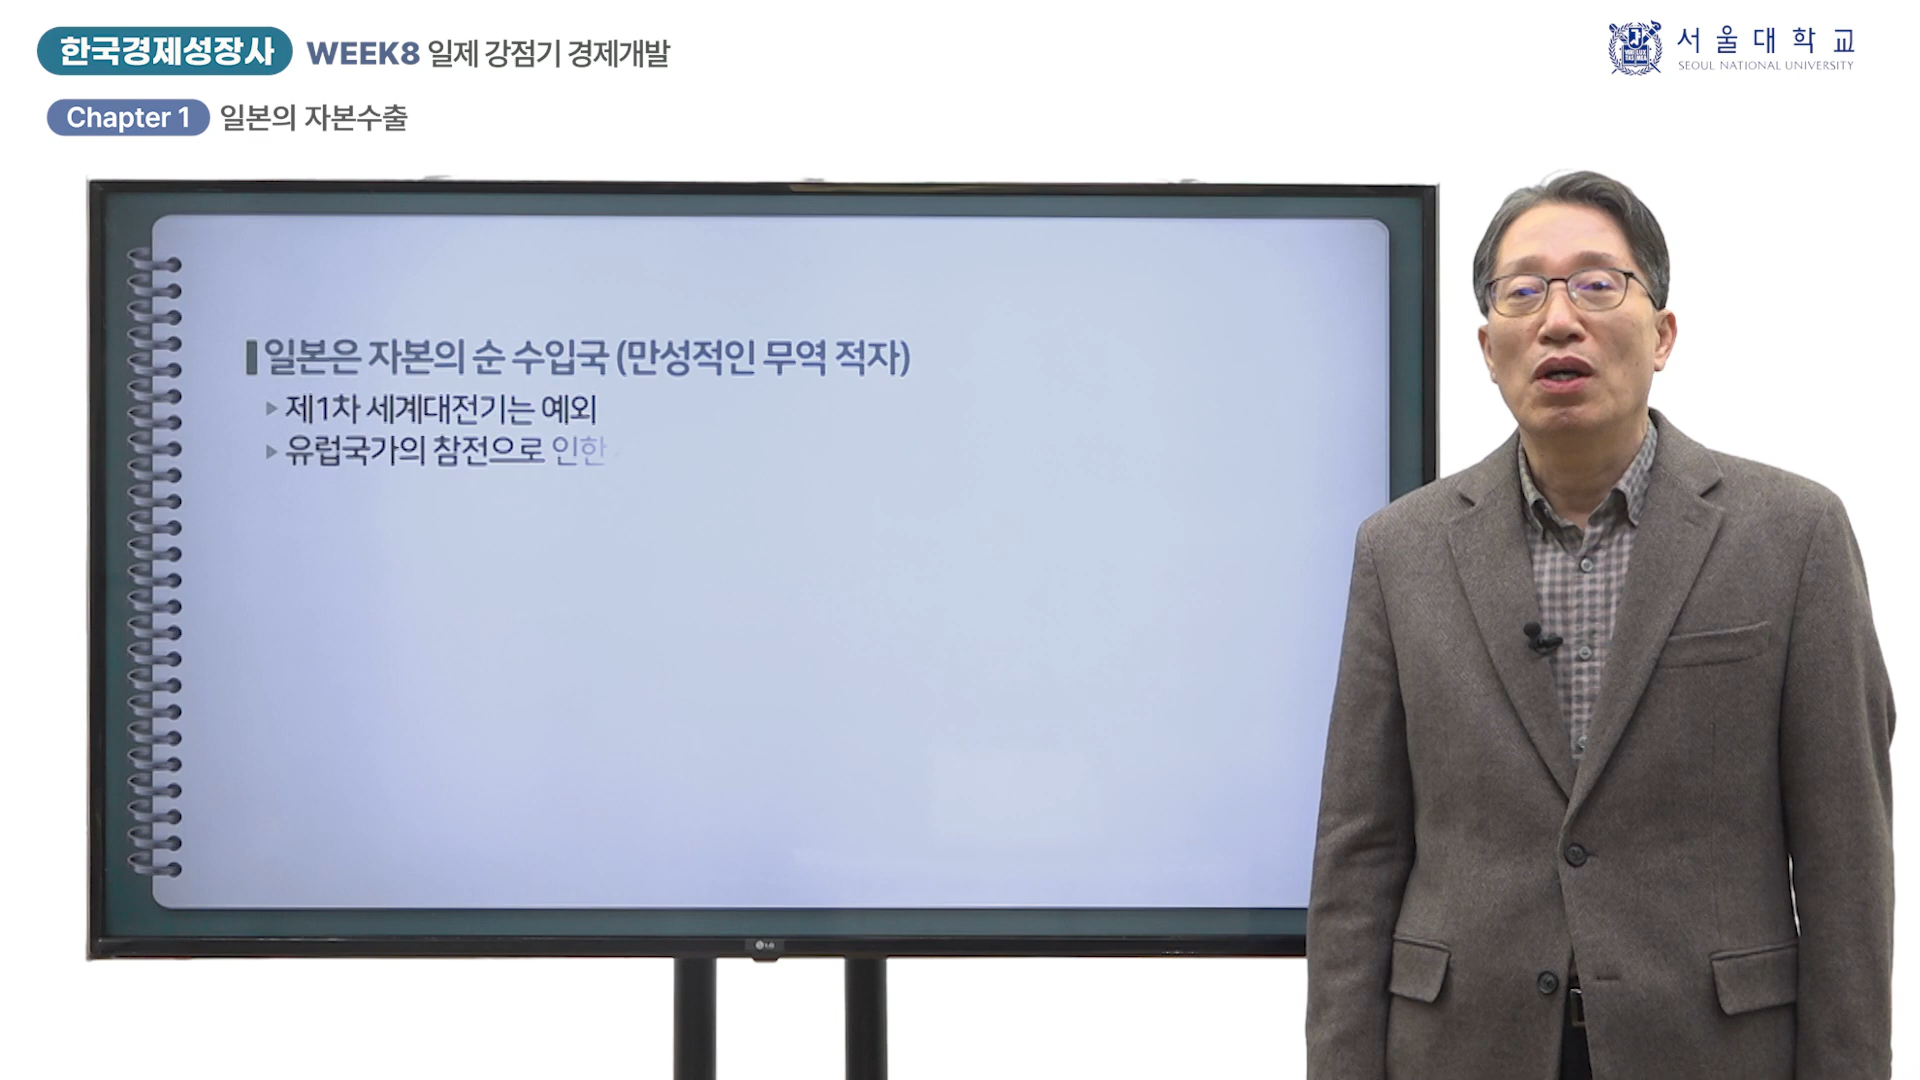 한국경제성장사 WEEK8 일제 강점기 경제개발
서울대학교
SEOUL NATIONAL UNIVERSITY
Chapter 1 일본의 자본수출
일본은 자본의 순 수입국 (만성적인 무역 적자)
제1차 세계대전기는 예외
유럽국가의 참전으로 인한
LG